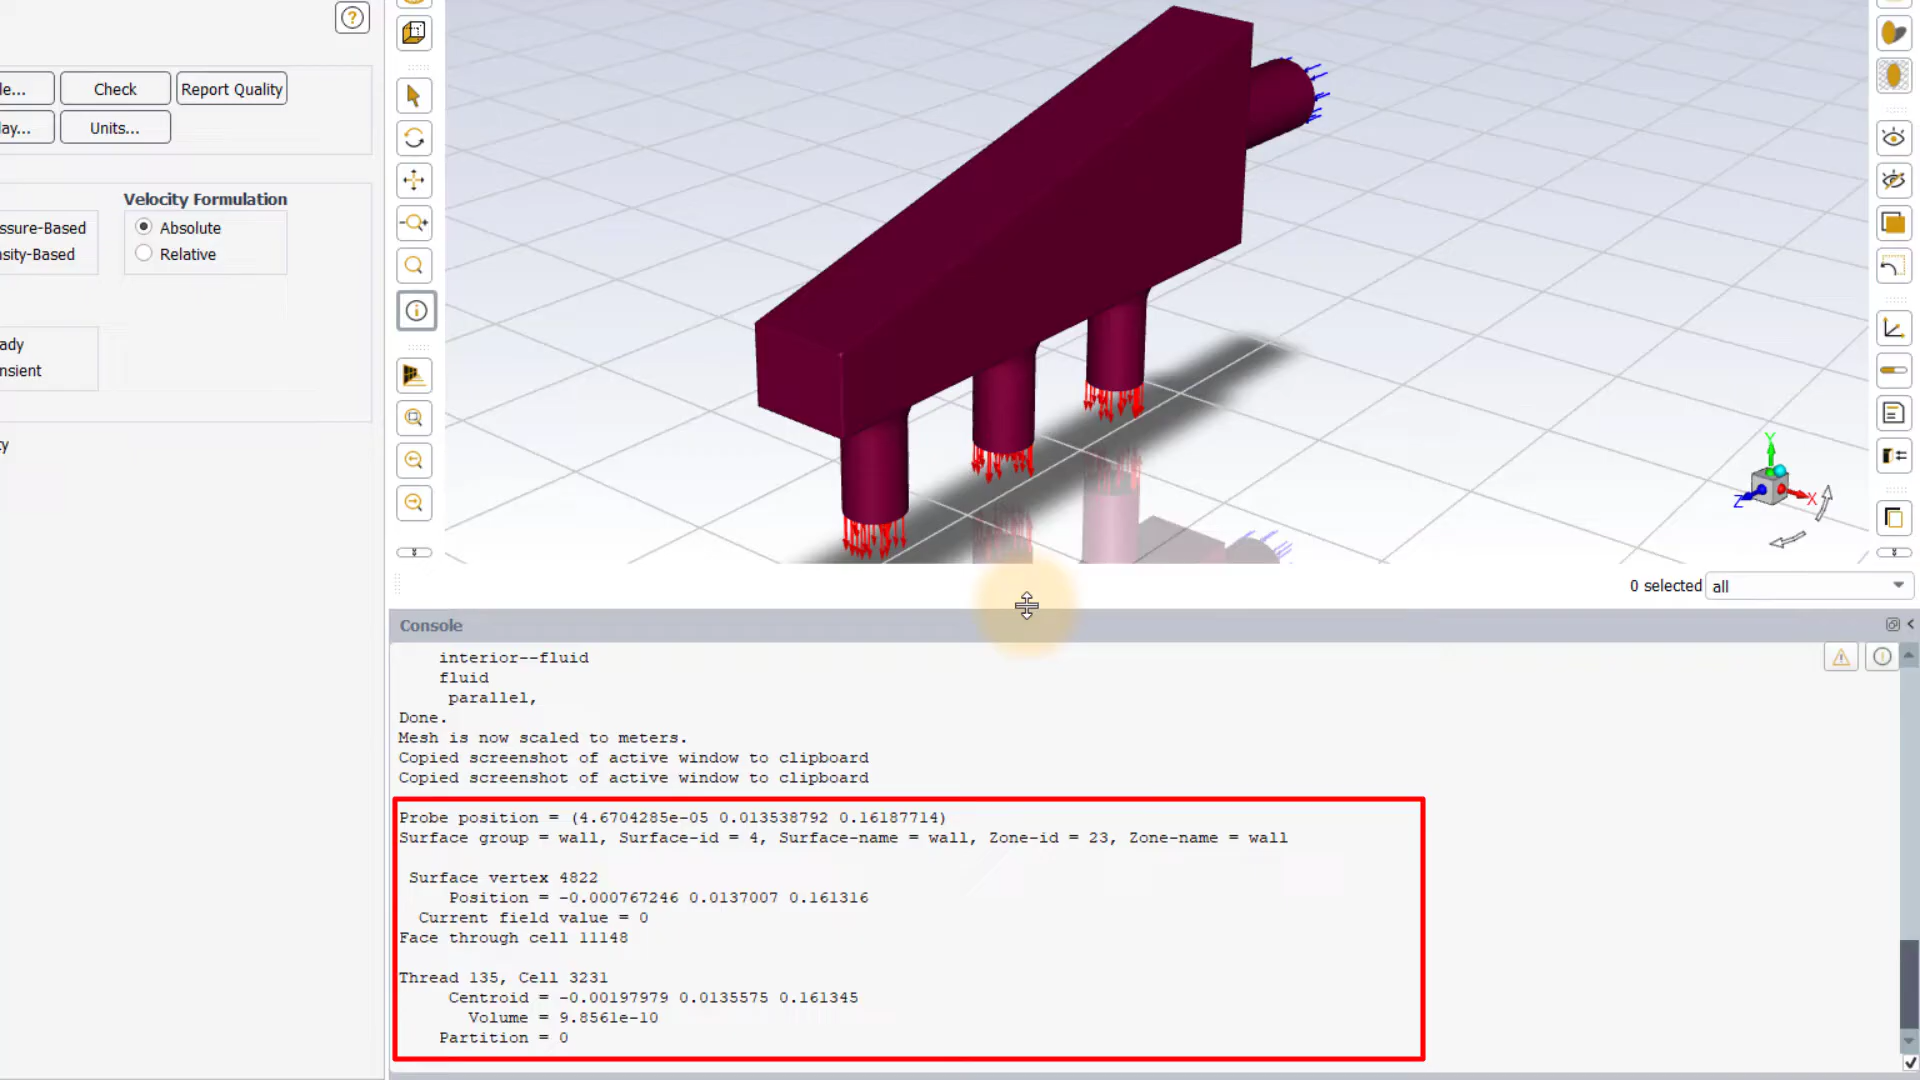 le...
Check
Report Quality
lay...
Units...
Velocity Formulation
ssure-Based
Absolute
nsity-Based
Relative
ady
nsient
y
Y
Z
X
0 selected
all
Console
interior--fluid
fluid
parallel,
Done.
Mesh is now scaled to meters.
Copied screenshot of active window to clipboard
Copied screenshot of active window to clipboard
Probe position = (4.6704285e-05 0.013538792 0.16187714)
Surface group = wall, Surface-id = 4, Surface-name = wall, Zone-id = 23, Zone-name = wall
Surface vertex 4822
Position = -0.000767246 0.0137007 0.161316
Current field value = 0
Face through cell 11148
Thread 135, Cell 3231
Centroid = -0.00197979 0.0135575 0.161345
Volume = 9.8561e-10
Partition = 0